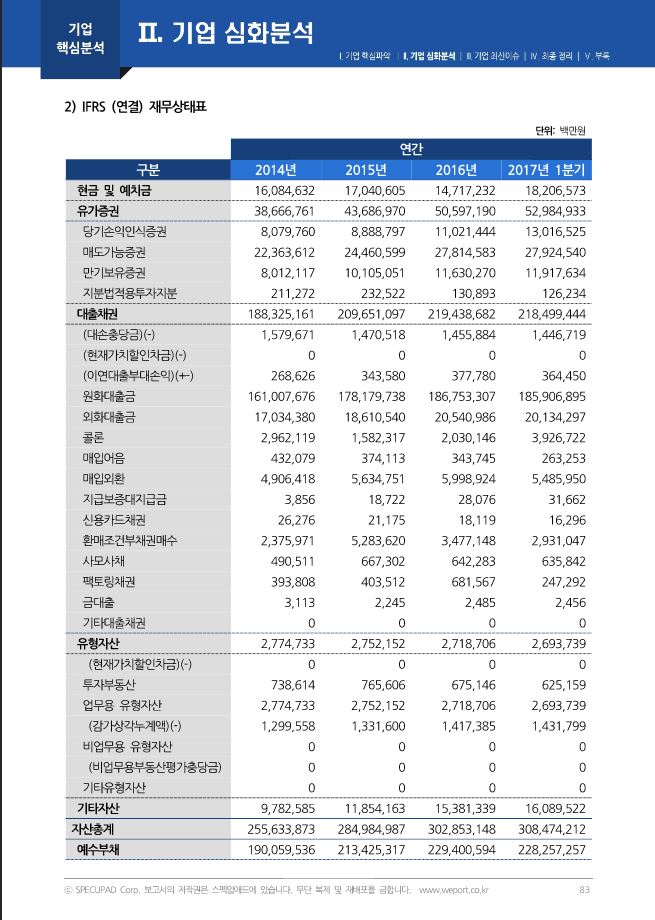 기업
핵심분석
Ⅱ. 기업 심화분석
Ⅰ. 기업 핵심파악 | Ⅱ. 기업 심화분석 | Ⅲ. 기업 최신이슈 | Ⅳ. 최종 정리 | Ⅴ. 부록
2) IFRS (연결) 재무상태표
단위: 백만원
연간
구분 2014년 2015년 2016년 2017년 1분기
현금 및 예치금 16,084,632 17,040,605 14,717,232 18,206,573
유가증권 38,666,761 43,686,970 50,597,190 52,984,933
당기손익인식증권 8,079,760 8,888,797 11,021,444 13,016,525
매도가능증권 22,363,612 24,460,599 27,814,583 27,924,540
만기보유증권 8,012,117 10,105,051 11,630,270 11,917,634
지분법적용투자지분 211,272 232,522 130,893 126,234
대출채권 188,325,161 209,651,097 219,438,682 218,499,444
(대손충당금)(-) 1,579,671 1,470,518 1,455,884 1,446,719
(현재가치할인차금)(-) 0 0 0 0
(이연대출부대손익)(+-) 268,626 343,580 377,780 364,450
원화대출금 161,007,676 178,179,738 186,753,307 185,906,895
외화대출금 17,034,380 18,610,540 20,540,986 20,134,297
콜론 2,962,119 1,582,317 2,030,146 3,926,722
매입어음 432,079 374,113 343,745 263,253
매입외환 4,906,418 5,634,751 5,998,924 5,485,950
지급보증대지급금 3,856 18,722 28,076 31,662
신용카드채권 26,276 21,175 18,119 16,296
환매조건부채권매수 2,375,971 5,283,620 3,477,148 2,931,047
사모사채 490,511 667,302 642,283 635,842
팩토링채권 393,808 403,512 681,567 247,292
금대출 3,113 2,245 2,485 2,456
기타대출채권 0 0 0 0
유형자산 2,774,733 2,752,152 2,718,706 2,693,739
(현재가치할인차금)(-) 0 0 0 0
투자부동산 738,614 765,606 675,146 625,159
업무용 유형자산 2,774,733 2,752,152 2,718,706 2,693,739
(감가상각누계액)(-) 1,299,558 1,331,600 1,417,385 1,431,799
비업무용 유형자산 0 0 0 0
(비업무용부동산평가충당금) 0 0 0 0
기타유형자산 0 0 0 0
기타자산 9,782,585 11,854,163 15,381,339 16,089,522
자산총계 255,633,873 284,984,987 302,853,148 308,474,212
예수부채 190,059,536 213,425,317 229,400,594 228,257,257
ⓒ SPECUPAD Corp. 보고서의 저작권은 스펙업애드에 있습니다. 무단 복제 및 재배포를 금합니다. www.weport.co.kr 83